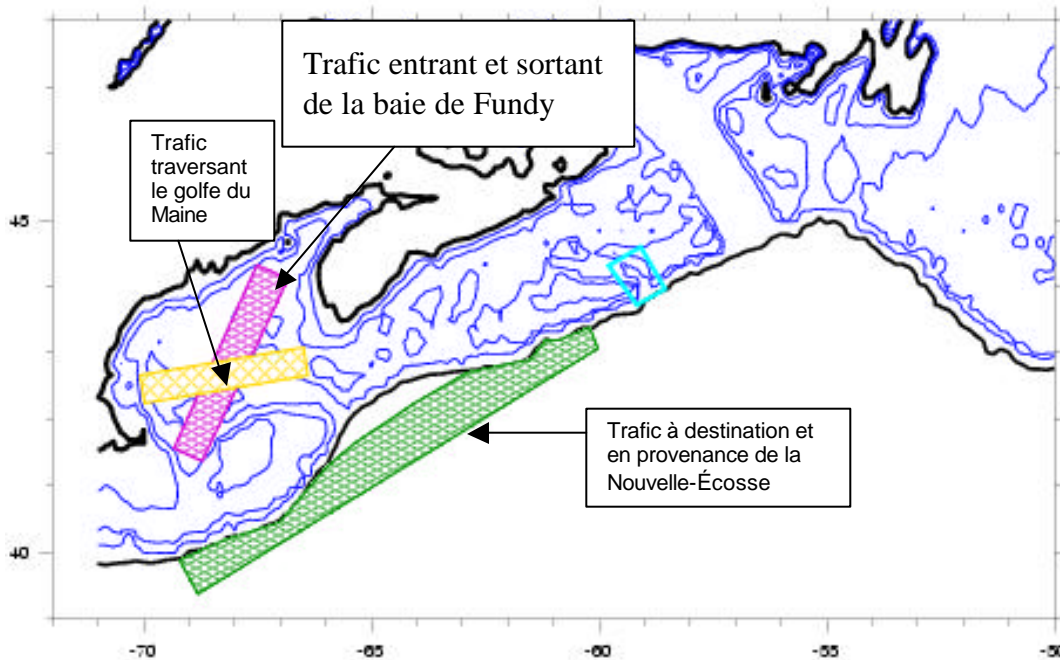 Trafic entrant et sortant
de la baie de Fundy
Trafic
traversant
le golfe du
Maine
45
Trafic à destination et
en provenance de la
Nouvelle-Écosse
40
-70 -65 -60 -55